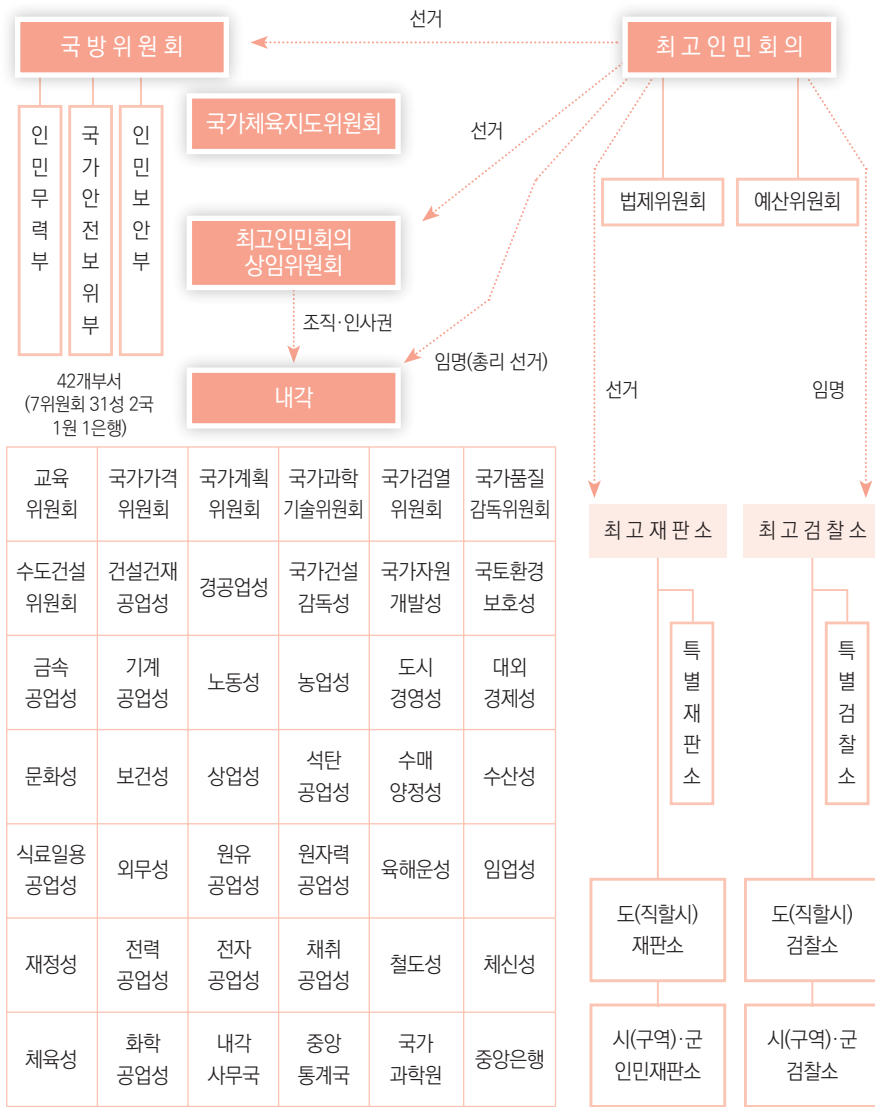 선거
국방위원회
최고인민회의
인민무력부
국가안전보위부
인민보안부
국가체육지도위원회
선거
법제위원회
예산위원회
최고인민회의
상임위원회
조직·인사권
임명(총리 선거)
내각
42개부서
(7위원회 31성 2국
1원 1은행)
선거
임명
교육
위원회
국가가격
위원회
국가계획
위원회
국가과학
기술위원회
국가검열
위원회
국가품질
감독위원회
수도건설
위원회
건설건재
공업성
경공업성
국가건설
감독성
국가자원
개발성
국토환경
보호성
금속
공업성
기계
공업성
노동성
농업성
도시
경영성
대외
경제성
문화성
보건성
상업성
석탄
공업성
수매
양정성
수산성
식료일용
공업성
외무성
원유
공업성
원자력
공업성
육해운성
임업성
재정성
전력
공업성
전자
공업성
채취
공업성
철도성
체신성
체육성
화학
공업성
내각
사무국
중앙
통계국
국가
과학원
중앙은행
최고재판소
최고검찰소
특별재판소
특별검찰소
도(직할시)
재판소
도(직할시)
검찰소
시(구역)·군
인민재판소
시(구역)·군
검찰소